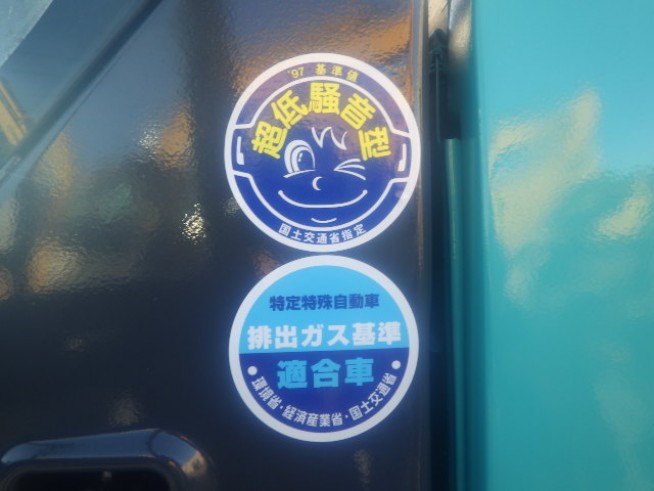 '97 基準値
超低騒音型
国土交通省指定
特定特殊自動車
排出ガス基準
適合車
•環境省・経済産業省・国土交通省•